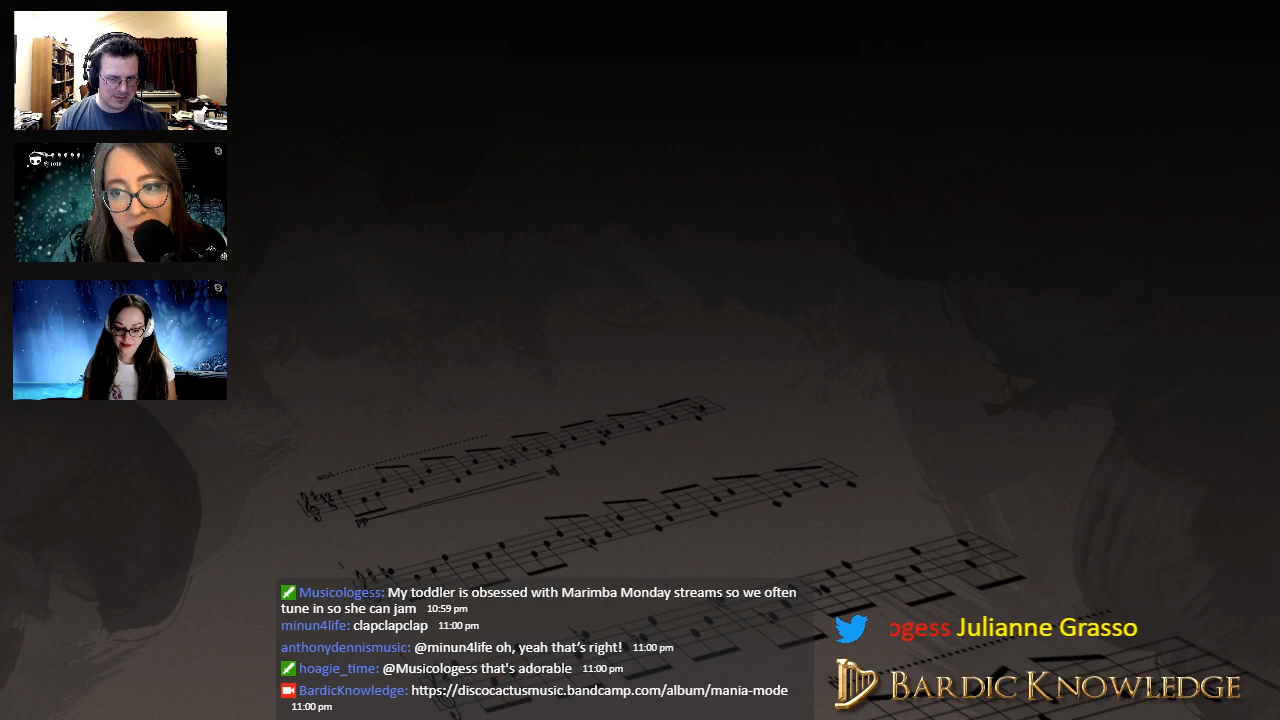 Musicologess: My toddler is obsessed with Marimba Monday streams so we often
tune in so she can jam 10:59 pm
minun4life: clapclapclap 11:00 pm
anthonydennismusic: @minun4life oh, yeah that's right! 11:00 pm
hoagie_time: @Musicologess that's adorable 11:00 pm
BardicKnowledge: https://discocactusmusic.bandcamp.com/album/mania-mode
11:00 pm
ogess Julianne Grasso
BARDIC KNOWLEDGE
pp